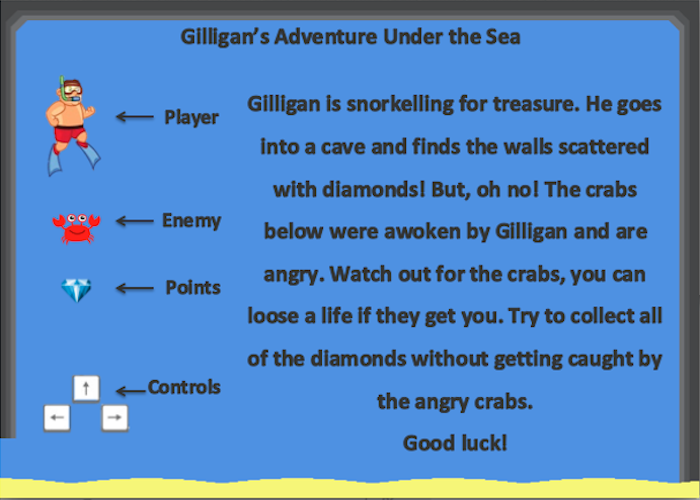 Gilligan's Adventure Under the Sea
Player
Enemy
Points
Controls
Gilligan is snorkelling for treasure. He goes
into a cave and finds the walls scattered
with diamonds! But, oh no! The crabs
below were awoken by Gilligan and are
angry. Watch out for the crabs, you can
loose a life if they get you. Try to collect all
of the diamonds without getting caught by
the angry crabs.
Good luck!